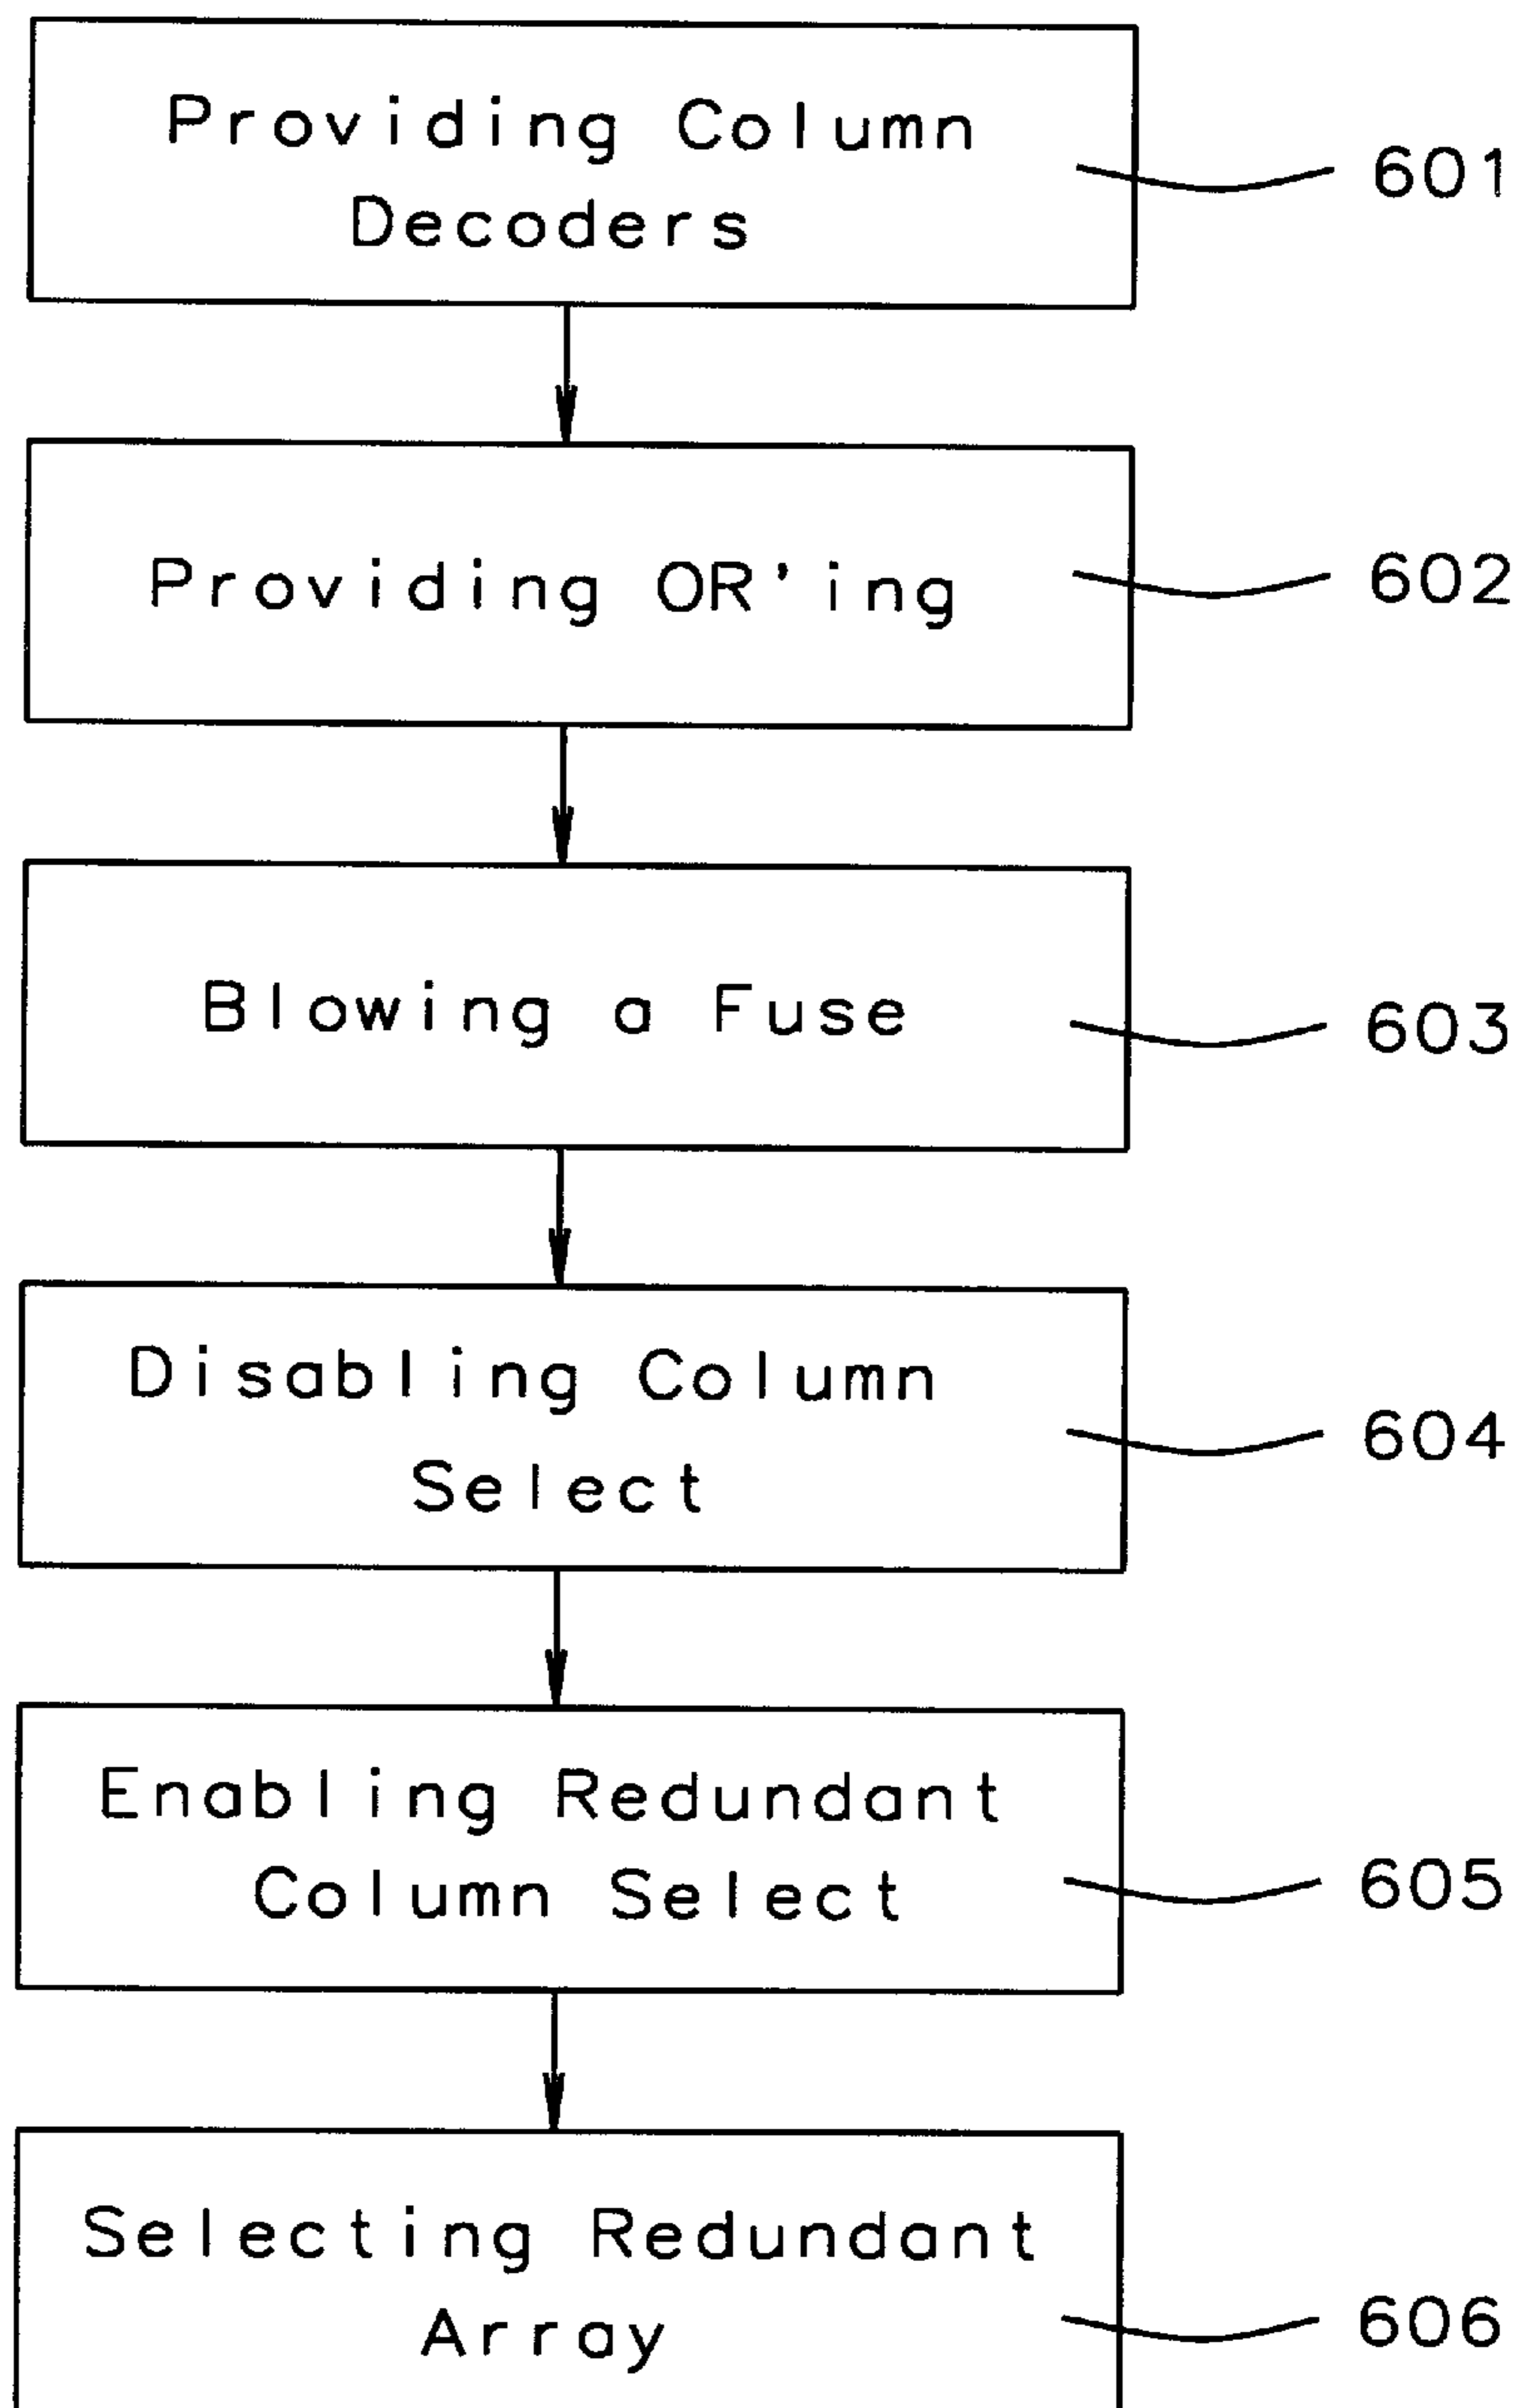 Providing Column
Decoders
601
Providing OR'ing
602
Blowing a Fuse
603
Disabling Column
Select
604
Enabling Redundant
Column Select
605
Selecting Redundant
Array
606